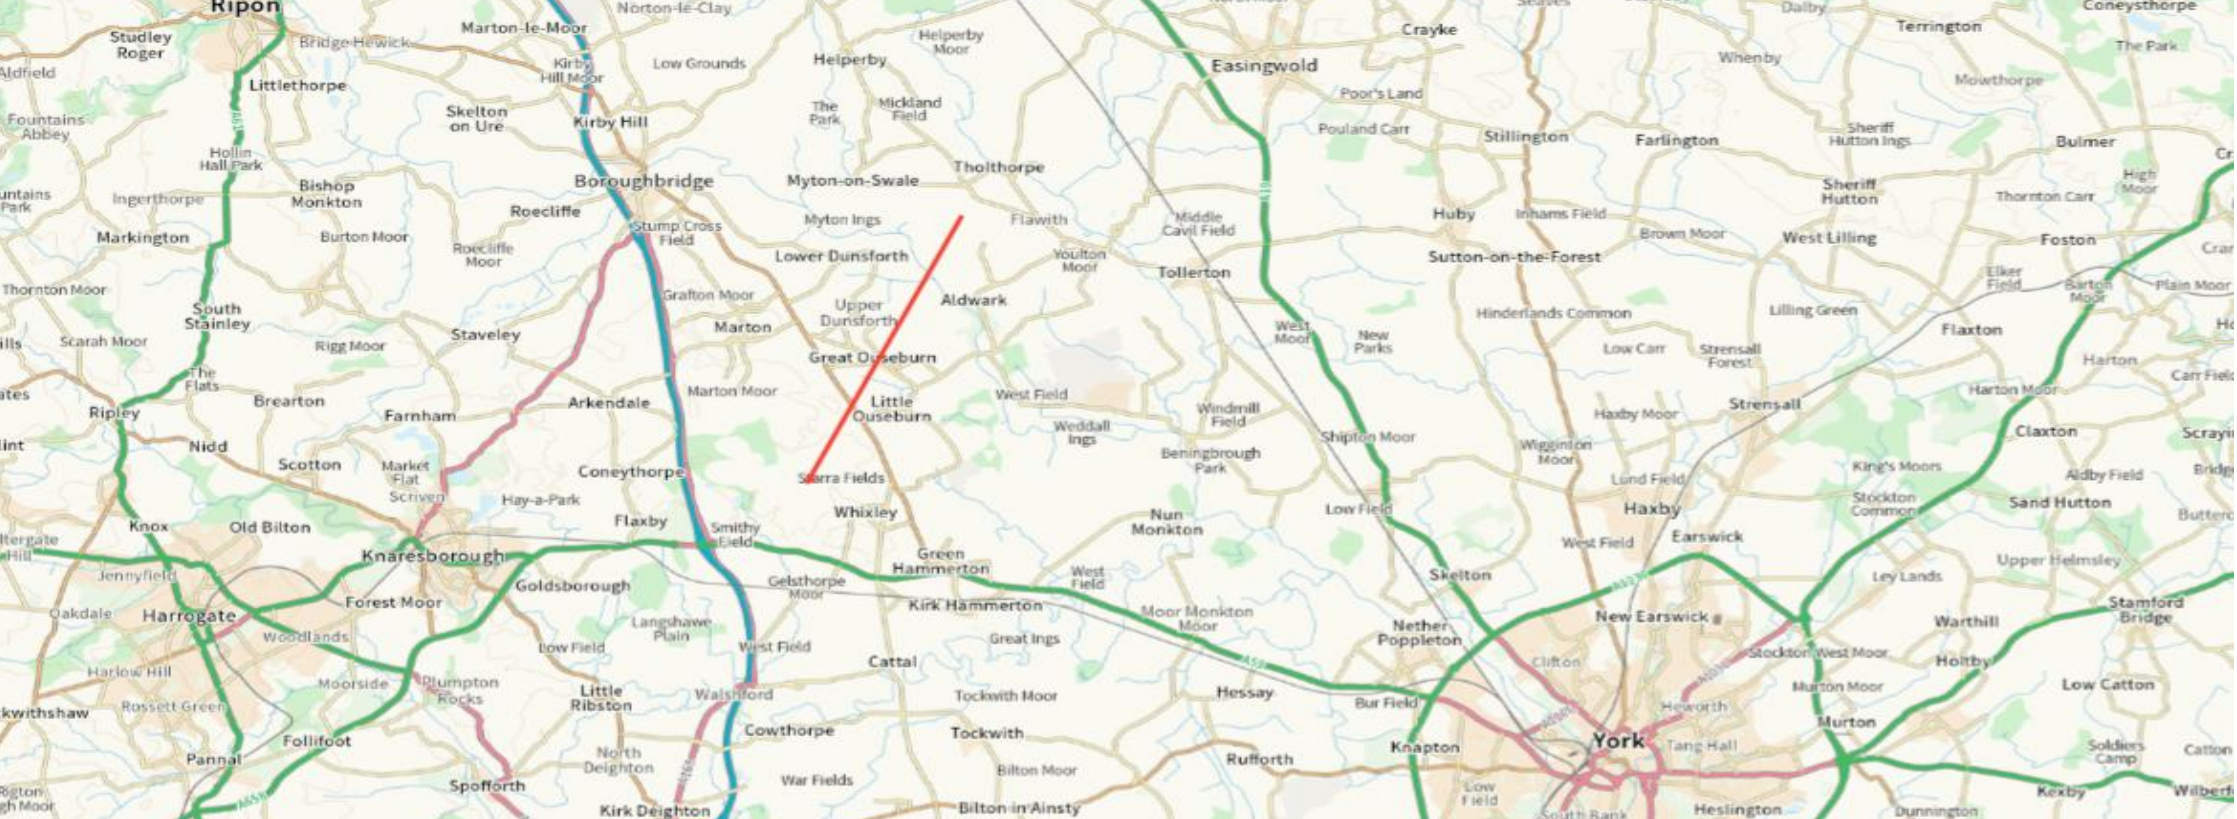 Ripon
Norton-le-Clay
Dalby
Coneysthorpe
Studley
Roger
Bridge Hewick
Marton-le-Moor
Helperby
Moor
Crayke
Terrington
The Park
Aldfield
Littlethorpe
Kirby
Hill Moor
Low Grounds
Helperby
Easingwold
Whenby
Mowthorpe
Poor's Land
Fountains
Abbey
Skelton
on Ure
Kirby Hill
The
Park
Mickland
Field
Pouland Carr
Stillington
Farlington
Sheriff
Hutton Ings
Bulmer
Hollin
Hall Park
Bishop
Monkton
Ingerthorpe
Boroughbridge
Myton-on-Swale
Tholthorpe
Sheriff
Hutton
High
Moor
Thornton Carr
Markington
Burton Moor
Roecliffe
Roecliffe
Moor
Stump Cross
Field
Myton Ings
Flawith
Middle
Cavil Field
Huby
Inhams Field
Brown Moor
West Lilling
Foston
Lower Dunsforth
Youlton
Moor
Tollerton
Sutton-on-the-Forest
Elker
Field
Barton
Moor
Plain Moor
Thornton Moor
South
Stainley
Grafton Moor
Upper
Dunsforth
Aldwark
Hinderlands Common
Lilling Green
Flaxton
Scarah Moor
Rigg Moor
Staveley
Marton
West
Moor
New
Parks
Low Carr
Strensall
Forest
Harton
The
Flats
Great Ouseburn
Harton Moor
Ripley
Brearton
Farnham
Arkendale
Marton Moor
Little
Ouseburn
West Field
Windmill
Field
Haxby Moor
Strensall
Nidd
Scotton
Market
Flat
Scriven
Weddall
Ings
Shipton Moor
Wigginton
Moor
Claxton
Coneythorpe
Beningbrough
Park
King's Moors
Aldby Field
Hay-a-Park
Lund Field
Stockton
Common
Sand Hutton
Knox
Old Bilton
Flaxby
Smithy
Field
Whixley
Nun
Monkton
Low Field
Haxby
West Field
Earswick
Knaresborough
Green
Hammerton
Upper Helmsley
Jennyfield
Goldsborough
Gelsthorpe
Moor
West
Field
Skelton
Ley Lands
Oakdale
Harrogate
Forest Moor
Kirk Hammerton
Moor Monkton
Moor
New Earswick
Warthill
Stamford
Bridge
Woodlands
Langshawe
Plain
Great Ings
Nether
Poppleton
Low Field
West Field
Harlow Hill
Moorside
Plumpton
Rocks
Cattal
A59
Clifton
Stockton West Moor
Holtby
Rossett Green
Little
Ribston
Walshford
Tockwith Moor
Hessay
Bur Field
Heworth
Murton Moor
Low Catton
Follifoot
Cowthorpe
Tockwith
Knapton
York
Tang Hall
Murton
Pannal
North
Deighton
Rufforth
Soldiers
Camp
Spofforth
War Fields
Bilton Moor
Low
Field
Kexby
Kirk Deighton
Bilton in Ainsty
South Bank
Heslington
Dunnington